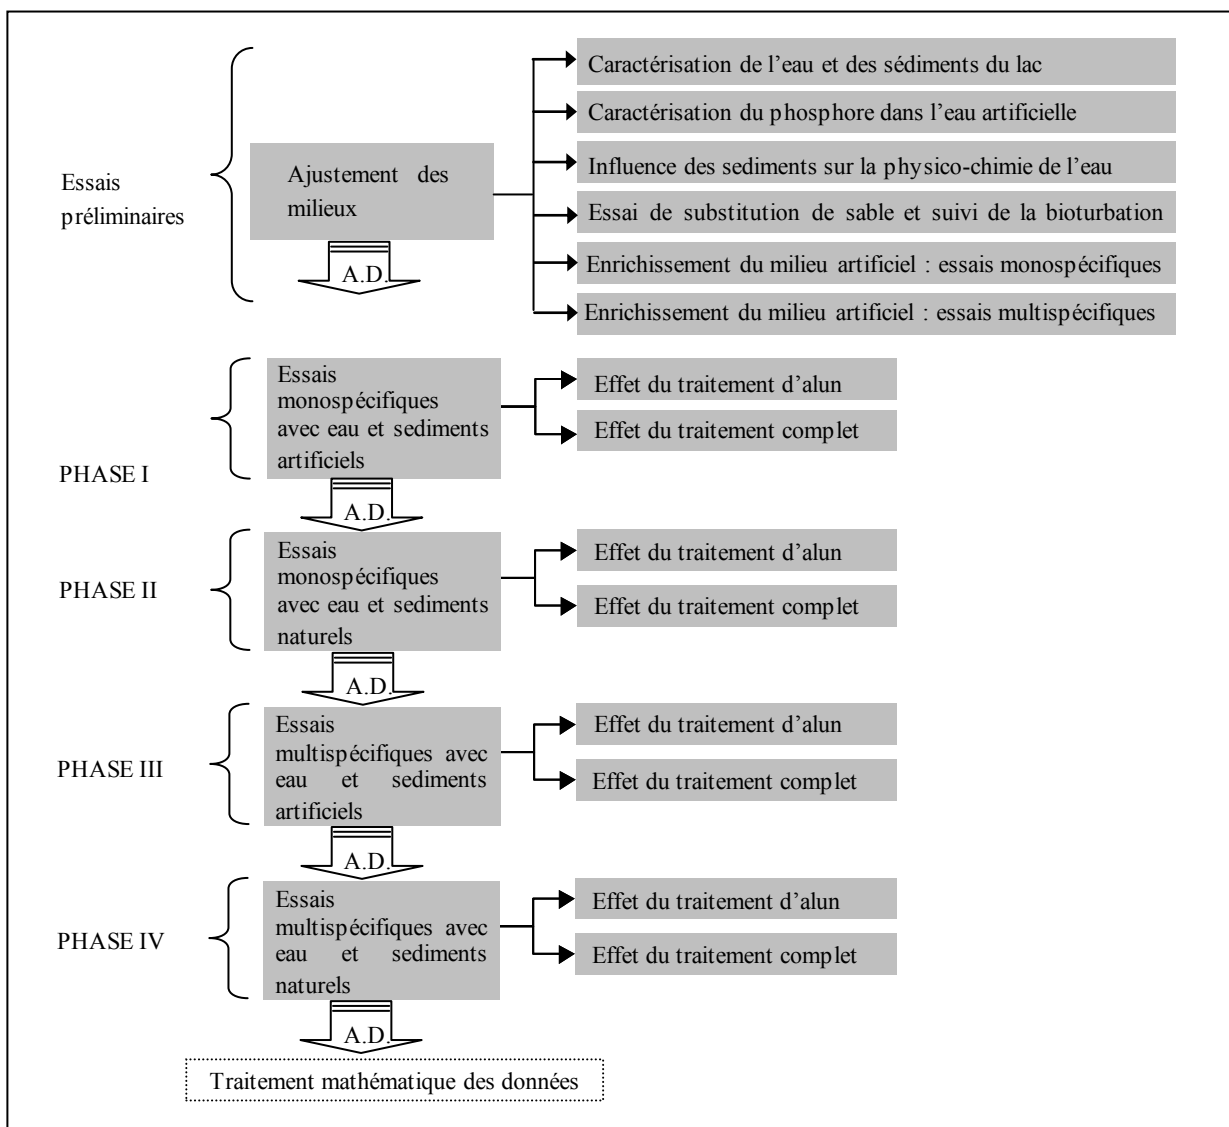 Caractérisation de l’eau et des sédiments du lac
Caractérisation du phosphore dans l’eau artificielle
Essais
préliminaires
Ajustement des
milieux
Influence des sediments sur la physico-chimie de l’eau
Essai de substitution de sable et suivi de la bioturbation
A.D.
Enrichissement du milieu artificiel : essais monospécifiques
Enrichissement du milieu artificiel : essais multispécifiques
PHASE I
Essais
monospécifiques
avec eau et sediments
artificiels
Effet du traitement d’alun
Effet du traitement complet
A.D.
PHASE II
Essais
monospécifiques
avec eau et sediments
naturels
Effet du traitement d’alun
Effet du traitement complet
A.D.
PHASE III
Essais
multispécifiques avec
eau et sediments
artificiels
Effet du traitement d’alun
Effet du traitement complet
A.D.
PHASE IV
Essais
multispécifiques avec
eau et sediments
naturels
Effet du traitement d’alun
Effet du traitement complet
A.D.
Traitement mathématique des données